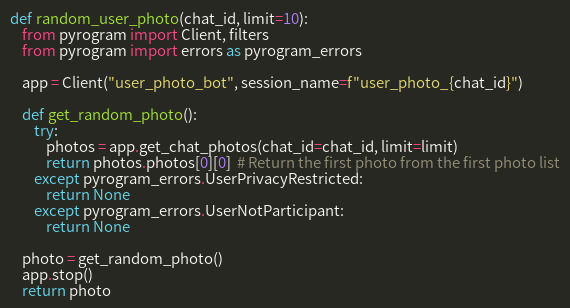 def random_user_photo(chat_id, limit=10):
    from pyrogram import Client, filters
    from pyrogram import errors as pyrogram_errors

    app = Client("user_photo_bot", session_name=f"user_photo_{chat_id}")

    def get_random_photo():
        try:
            photos = app.get_chat_photos(chat_id=chat_id, limit=limit)
            return photos.photos[0][0]  # Return the first photo from the first photo list
        except pyrogram_errors.UserPrivacyRestricted:
            return None
        except pyrogram_errors.UserNotParticipant:
            return None

    photo = get_random_photo()
    app.stop()
    return photo